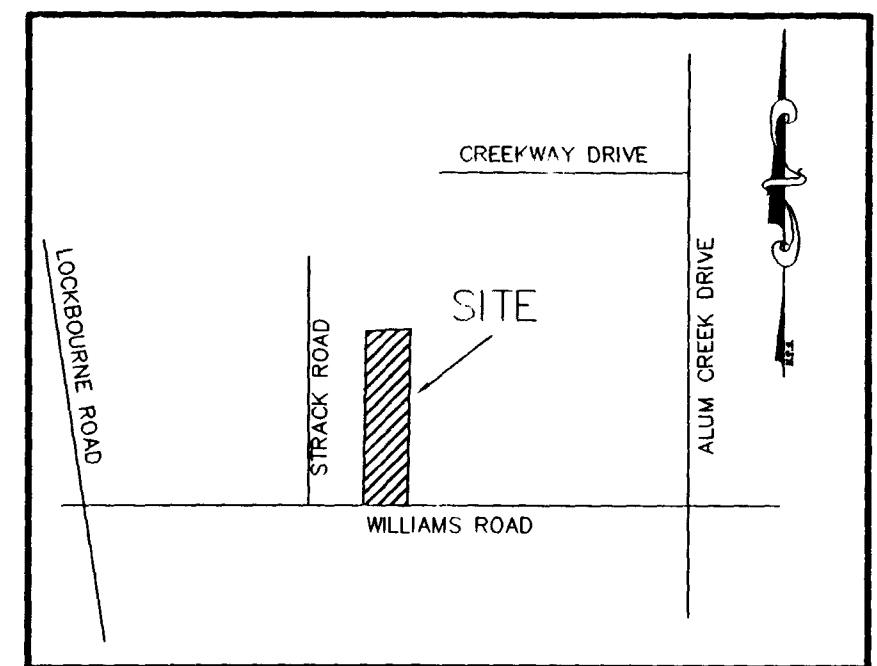 CREEKWAY DRIVE
LOCKBOURNE ROAD
SITE
STRACK ROAD
ALUM CREEK DRIVE
WILLIAMS ROAD